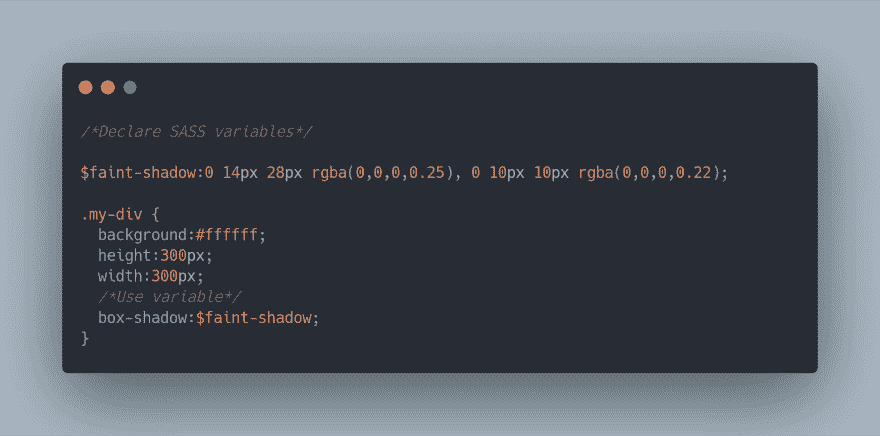 /*Declare SASS variables*/
$faint-shadow:0 14px 28px rgba(0,0,0,0.25), 0 10px 10px rgba(0,0,0,0.22);
.my-div {
  background:#ffffff;
  height:300px;
  width:300px;
  /*Use variable*/
  box-shadow:$faint-shadow;
}